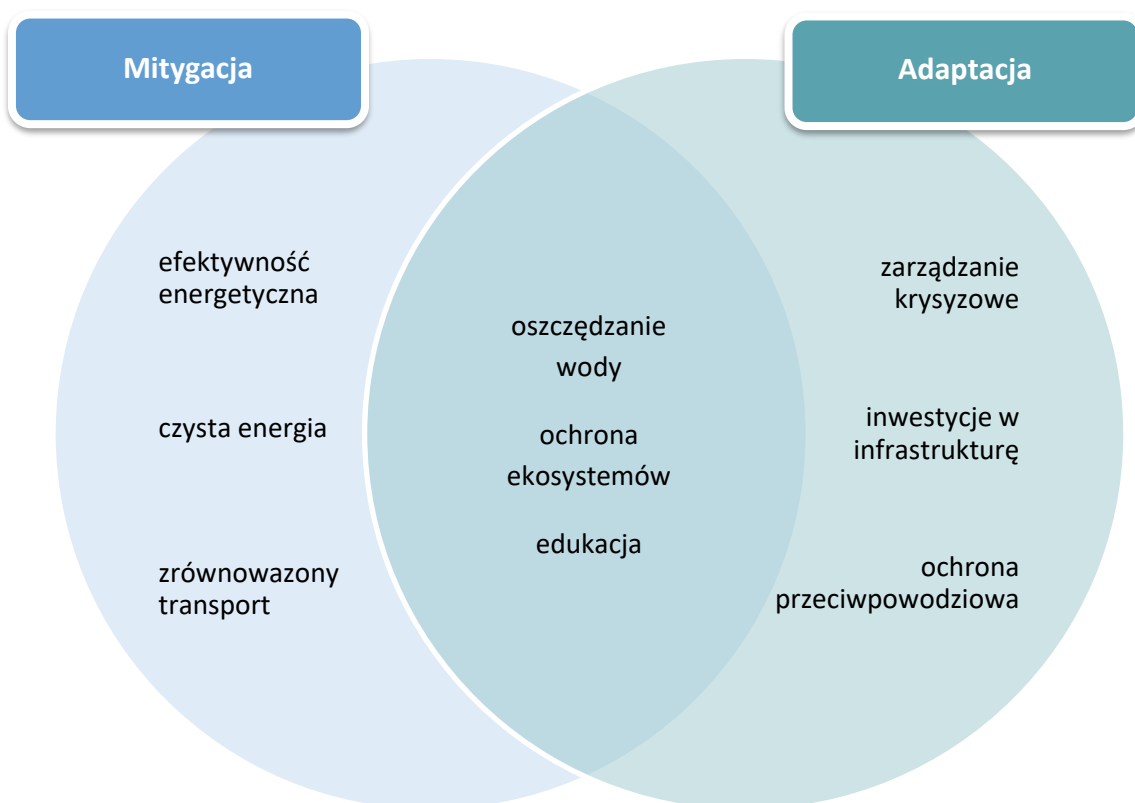 Mitygacja
Adaptacja
efektywność
energetyczna
czysta energia
zrównowazony
transport
oszczędzanie
wody
ochrona
ekosystemów
edukacja
zarządzanie
krysyzowe
inwestycje w
infrastrukturę
ochrona
przeciwpowodziowa